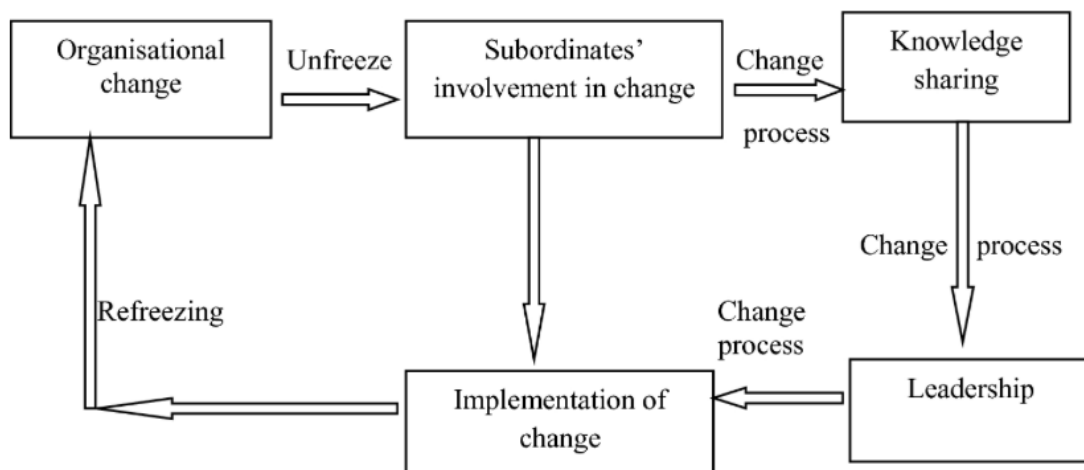 Organisational
change
Unfreeze
Subordinates’
involvement in change
Change
process
Knowledge
sharing
Change process
Refreezing
Change
process
Implementation of
change
Leadership